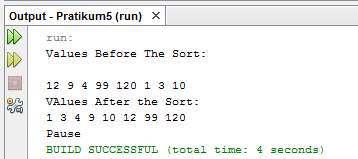 Output - Pratikum5 (run)
run:
Values Before The Sort:
12 9 4 99 120 1 3 10
VAlues After the Sort:
1 3 4 9 10 12 99 120
Pause
BUILD SUCCESSFUL (total time: 4 seconds)